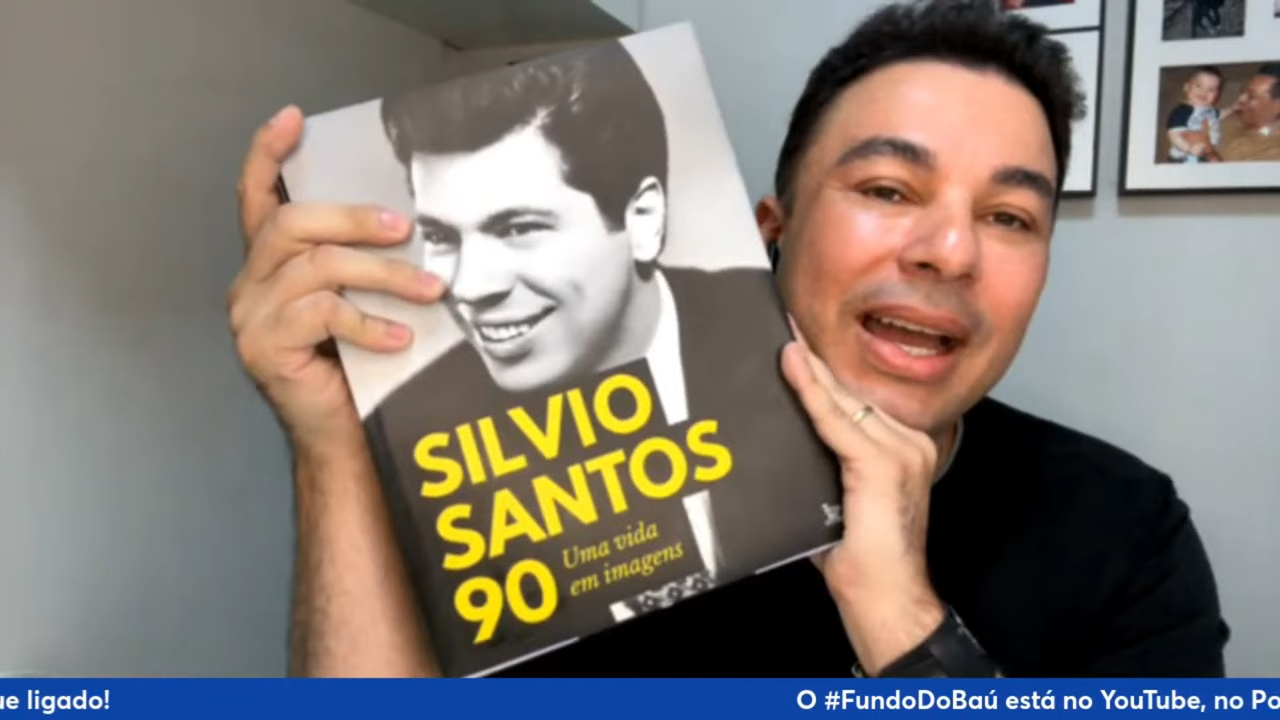 SILVIO
SANTOS
90
Uma vida
em imagens
ue ligado!
O #FundoDoBaú está no YouTube, no Po